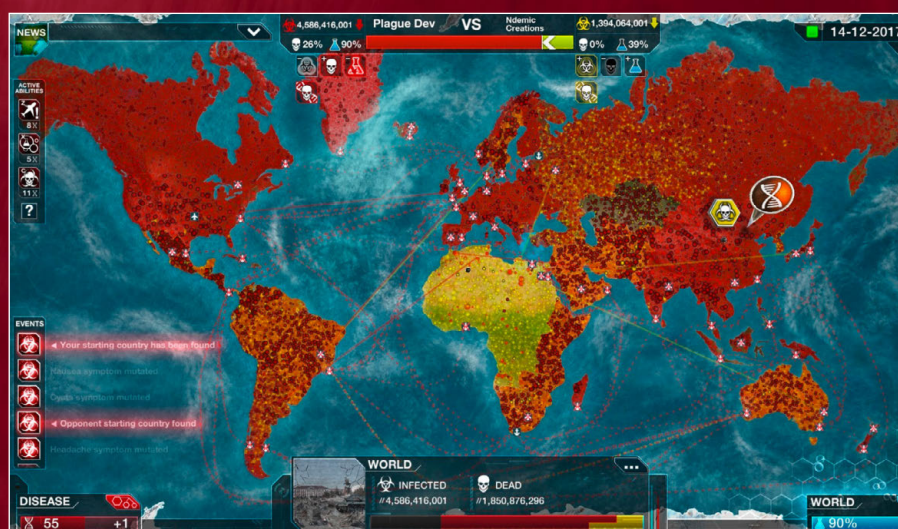 NEWS
4,586,416,001
Plague Dev
VS
Ndemic
Creations
1,394,064,001
14-12-2017
26%
90%
0%
39%
ACTIVE
ABILITIES
8X
5X
11X
?
EVENTS
Your starting country has been found
Nausea symptom mutated
Cysts symptom mutated
Opponent starting country found
Headache symptom mutated
WORLD
INFECTED
DEAD
//4,586,416,001
//1,850,876,296
DISEASE
55
+1
WORLD
90%